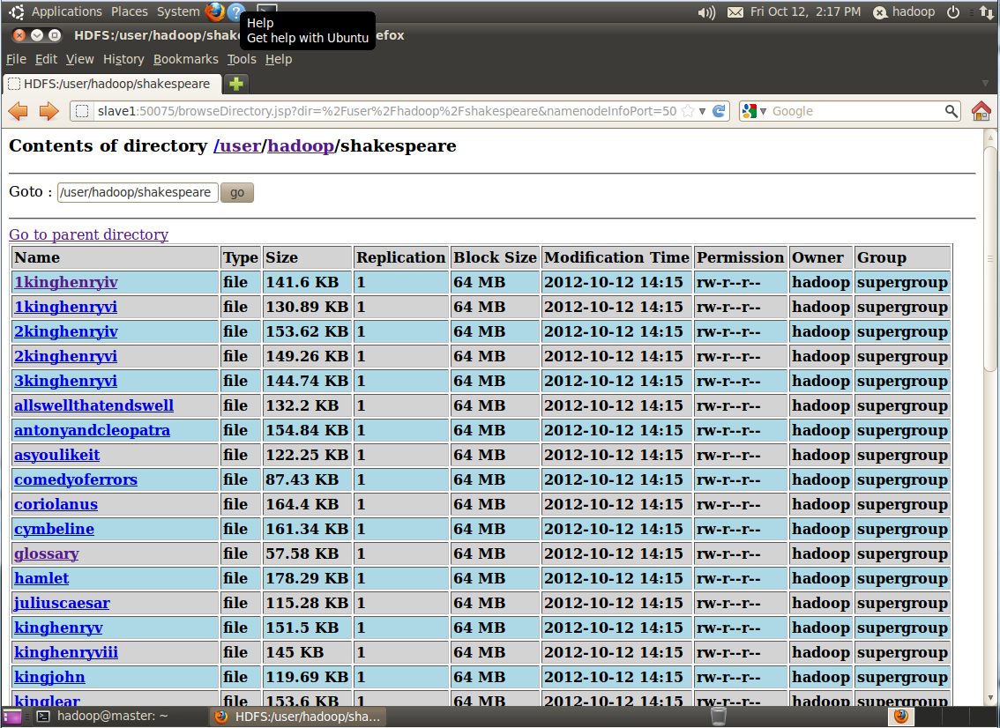 Applications Places System Fri Oct 12, 2:17 PM hadoop
Help
Get help with Ubuntu
HDFS:/user/hadoop/shake efox
File Edit View History Bookmarks Tools Help
HDFS:/user/hadoop/shakespeare
slave1:50075/browseDirectory.jsp?dir=%2Fuser%2Fhadoop%2Fshakespeare&namenodeInfoPort=50 Google
Contents of directory /user/hadoop/shakespeare
Goto : /user/hadoop/shakespeare go
Go to parent directory
Name Type Size Replication Block Size Modification Time Permission Owner Group
1kinghenryiv file 141.6 KB 1 64 MB 2012-10-12 14:15 rw-r--r-- hadoop supergroup
1kinghenryvi file 130.89 KB 1 64 MB 2012-10-12 14:15 rw-r--r-- hadoop supergroup
2kinghenryiv file 153.62 KB 1 64 MB 2012-10-12 14:15 rw-r--r-- hadoop supergroup
2kinghenryvi file 149.26 KB 1 64 MB 2012-10-12 14:15 rw-r--r-- hadoop supergroup
3kinghenryvi file 144.74 KB 1 64 MB 2012-10-12 14:15 rw-r--r-- hadoop supergroup
allswellthatendswell file 132.2 KB 1 64 MB 2012-10-12 14:15 rw-r--r-- hadoop supergroup
antonyandcleopatra file 154.84 KB 1 64 MB 2012-10-12 14:15 rw-r--r-- hadoop supergroup
asyoulikeit file 122.25 KB 1 64 MB 2012-10-12 14:15 rw-r--r-- hadoop supergroup
comedyoferrors file 87.43 KB 1 64 MB 2012-10-12 14:15 rw-r--r-- hadoop supergroup
coriolanus file 164.4 KB 1 64 MB 2012-10-12 14:15 rw-r--r-- hadoop supergroup
cymbeline file 161.34 KB 1 64 MB 2012-10-12 14:15 rw-r--r-- hadoop supergroup
glossary file 57.58 KB 1 64 MB 2012-10-12 14:15 rw-r--r-- hadoop supergroup
hamlet file 178.29 KB 1 64 MB 2012-10-12 14:15 rw-r--r-- hadoop supergroup
juliuscaesar file 115.28 KB 1 64 MB 2012-10-12 14:15 rw-r--r-- hadoop supergroup
kinghenryv file 151.5 KB 1 64 MB 2012-10-12 14:15 rw-r--r-- hadoop supergroup
kinghenryviii file 145 KB 1 64 MB 2012-10-12 14:15 rw-r--r-- hadoop supergroup
kingjohn file 119.69 KB 1 64 MB 2012-10-12 14:15 rw-r--r-- hadoop supergroup
kinglear file 153.6 KB 1 64 MB 2012-10-12 14:15 rw-r--r-- hadoop supergroup
hadoop@master: ~ HDFS:/user/hadoop/sha...